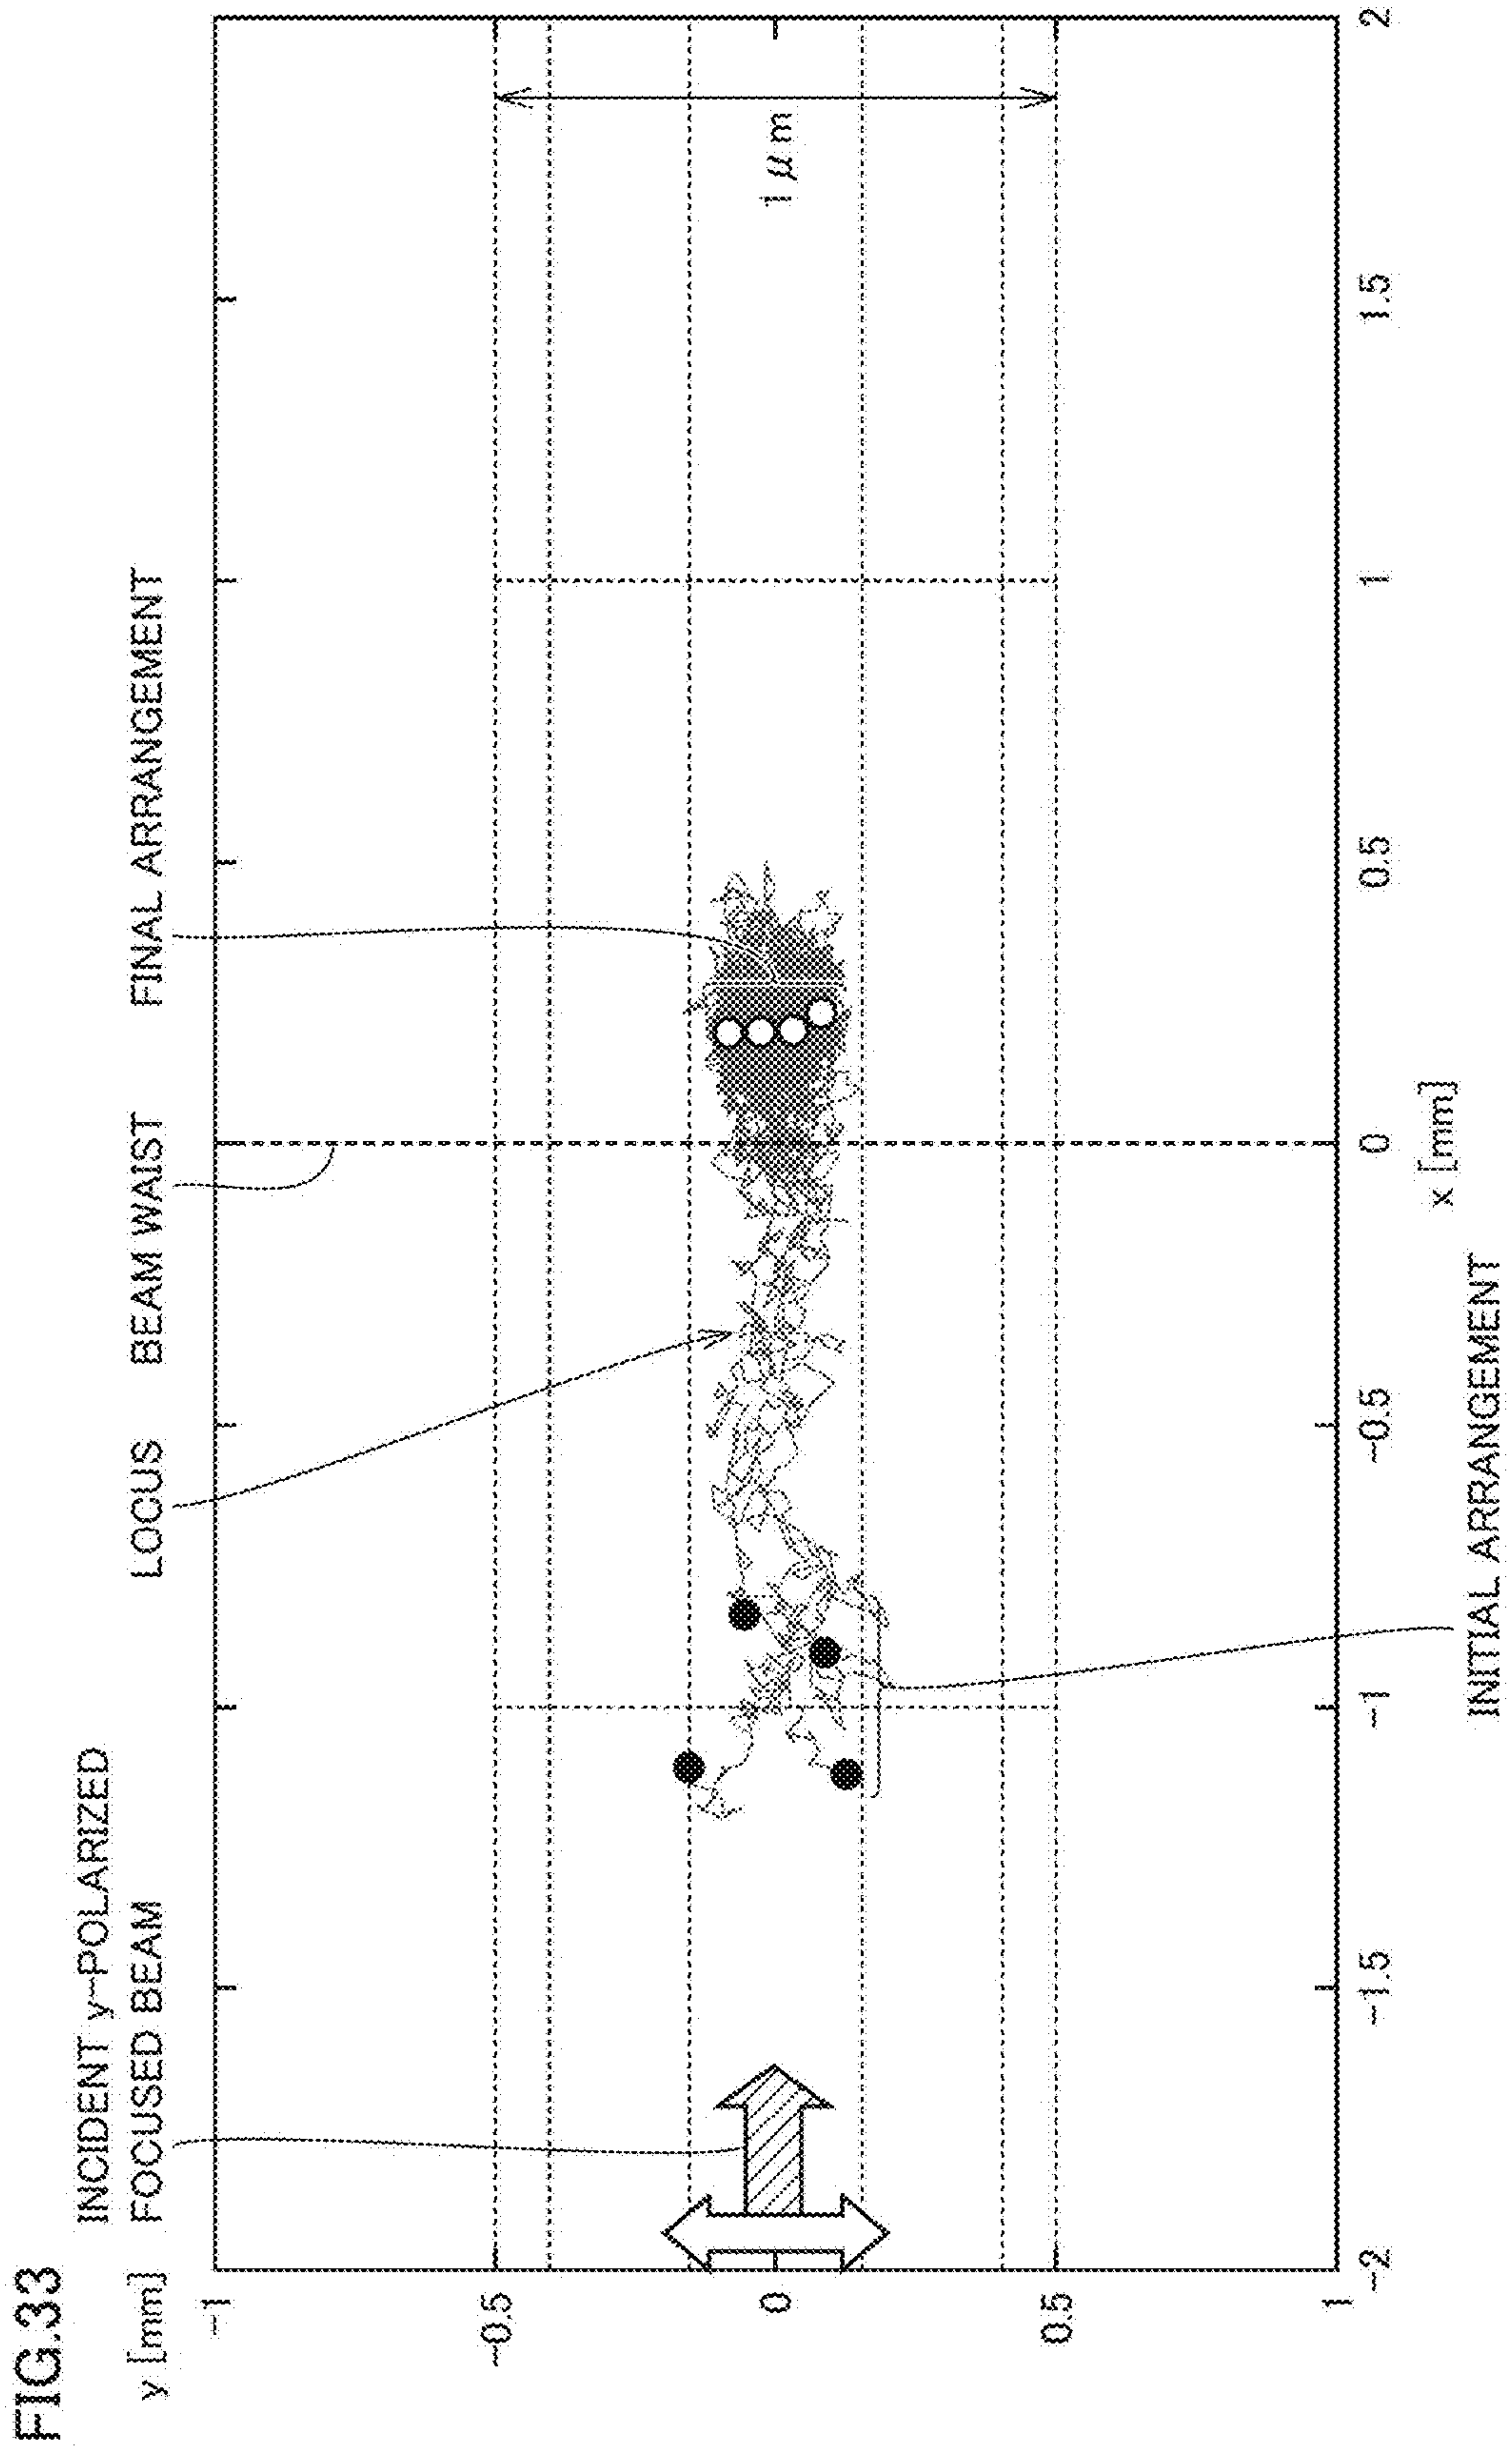 FIG.33
INCIDENT y-POLARIZED
FOCUSED BEAM
LOCUS
BEAM WAIST
FINAL ARRANGEMENT
y [mm]
-1
-0.5
0
0.5
1
1 μm
-2
-1.5
-1
-0.5
0
0.5
1
1.5
2
x [mm]
INITIAL ARRANGEMENT